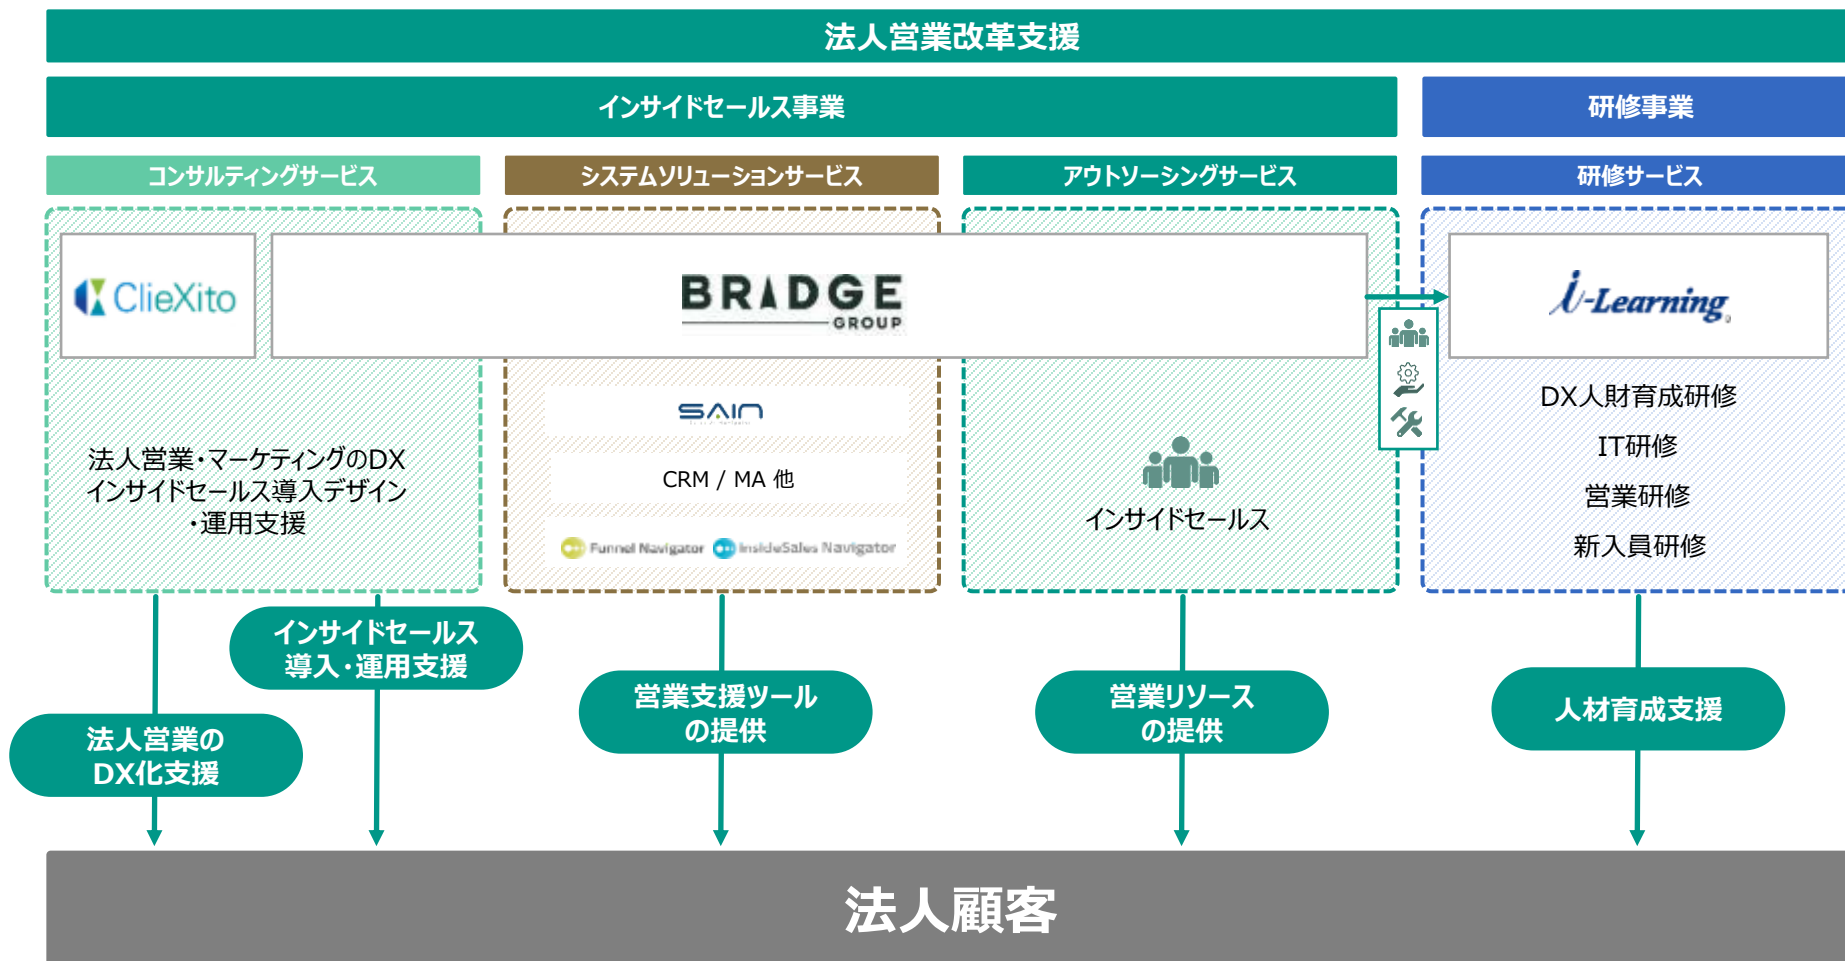 法人営業改革支援
インサイドセールス事業
研修事業
コンサルティングサービス
システムソリューションサービス
アウトソーシングサービス
研修サービス
ClieXito
BRIDGE
GROUP
i-Learning
SAIN
CRM / MA 他
Funnel Navigator
InsideSales Navigator
法人営業・マーケティングのDX
インサイドセールス導入デザイン
・運用支援
インサイドセールス
DX人財育成研修
IT研修
営業研修
新入員研修
インサイドセールス
導入・運用支援
法人営業の
DX化支援
営業支援ツール
の提供
営業リソース
の提供
人材育成支援
法人顧客